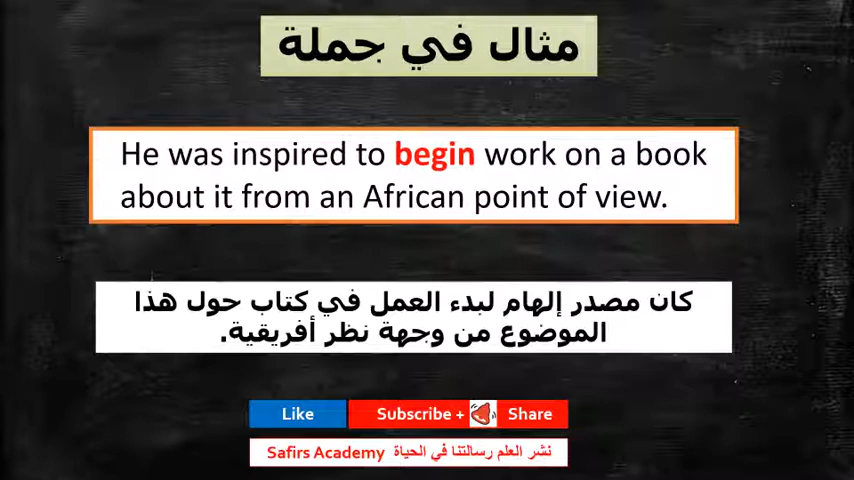 مثال في جملة
He was inspired to begin work on a book
about it from an African point of view.
كان مصدر إلهام لبدء العمل في كتاب حول هذا
الموضوع من وجهة نظر أفريقية.
Like Subscribe + Share
Safirs Academy نشر العلم رسالتنا في الحياة